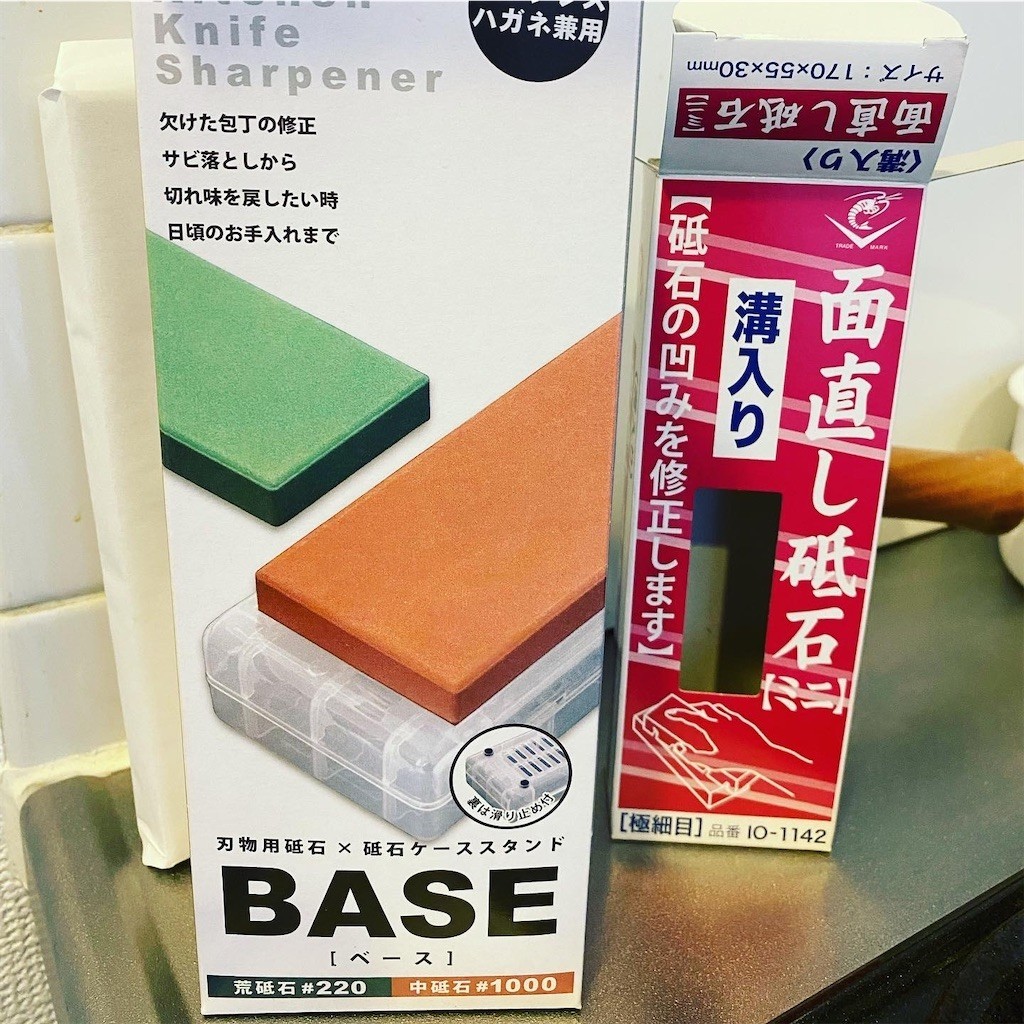 Kitchen
Knife
Sharpener
ハガネ兼用
欠けた包丁の修正
サビ落としから
切れ味を戻したい時
日頃のお手入れまで
裏は滑り止め付
刃物用砥石 × 砥石ケーススタンド
BASE
[ベース]
荒砥石#220
中砥石#1000
サイズ：170×55×30mm
面直し砥石【ミニ】
〈溝入り〉
TRADE MARK
面直し砥石【ミニ】
溝入り
【砥石の凹みを修正します】
[極細目] 品番 IO-1142